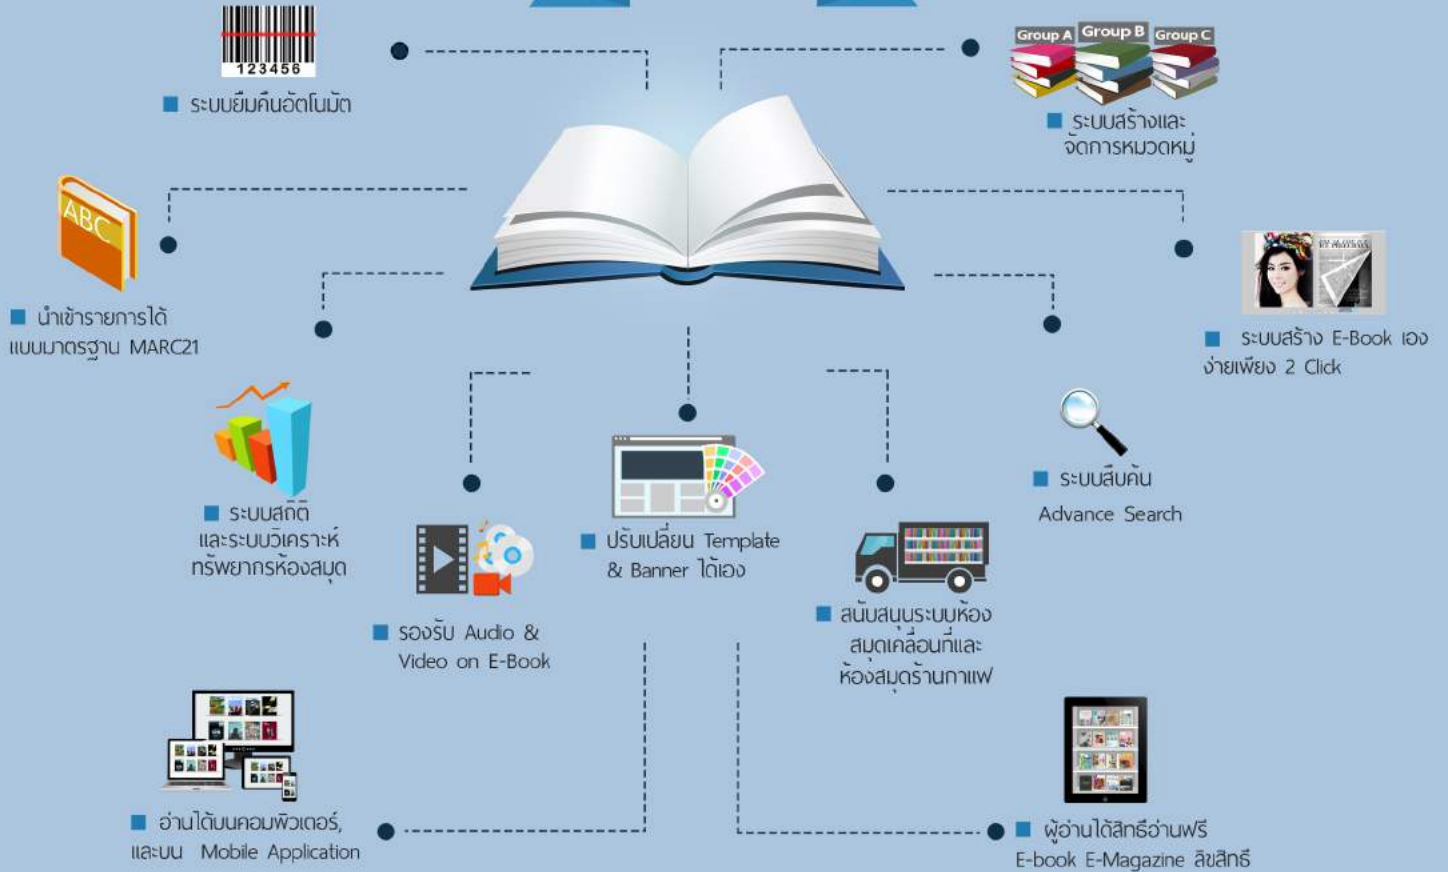 123456
ระบบยืมคืนอัตโนมัต
Group A Group B Group C
ระบบสร้างและ
จัดการหมวดหมู่
ABC
นำเข้ารายการได้
แบบมาตรฐาน MARC21
ระบบสร้าง E-Book เอง
ง่ายเพียง 2 Click
ระบบสถิติ
และระบบวิเคราะห์
ทรัพยากรห้องสมุด
รองรับ Audio &
Video on E-Book
ปรับเปลี่ยน Template
& Banner ได้เอง
สนับสนุนระบบห้อง
สมุดเคลื่อนที่และ
ห้องสมุดร้านกาแฟ
ระบบสืบค้น
Advance Search
อ่านได้บนคอมพิวเตอร์,
และบน Mobile Application
ผู้อ่านได้สิทธิอ่านฟรี
E-book E-Magazine ลิขสิทธิ์